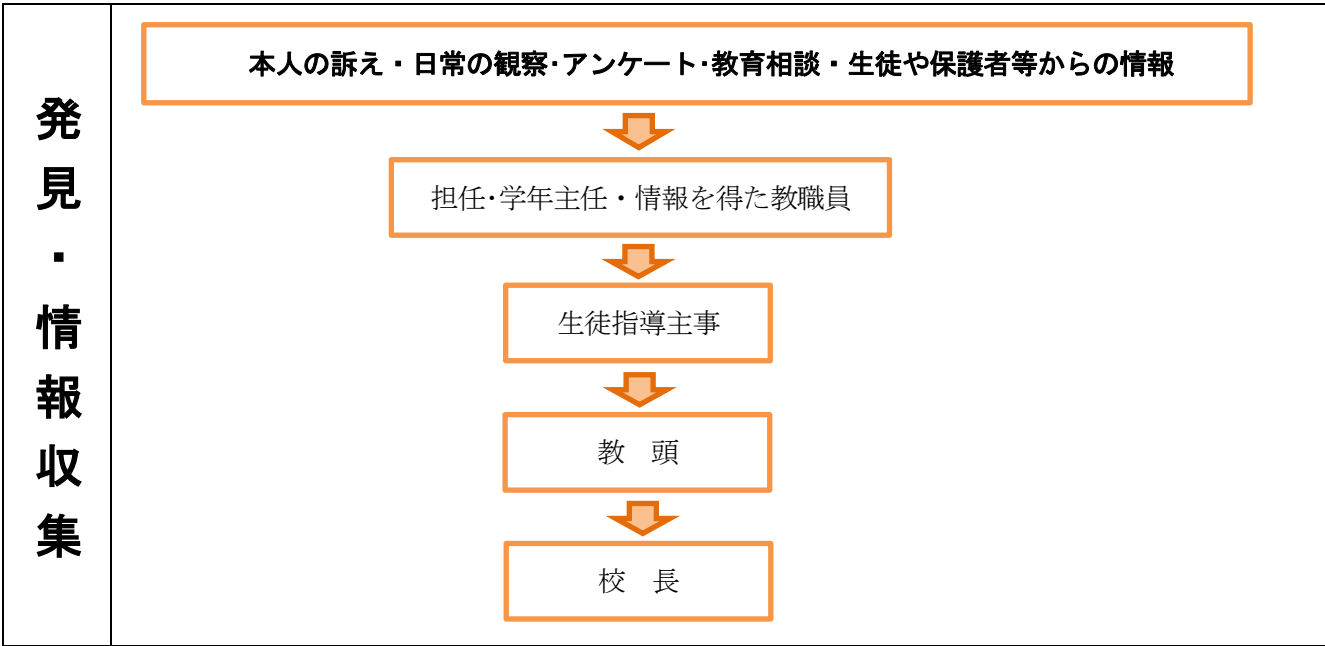 発見・情報収集
本人の訴え・日常の観察･アンケート･教育相談・生徒や保護者等からの情報
担任･学年主任・情報を得た教職員
生徒指導主事
教　頭
校　長